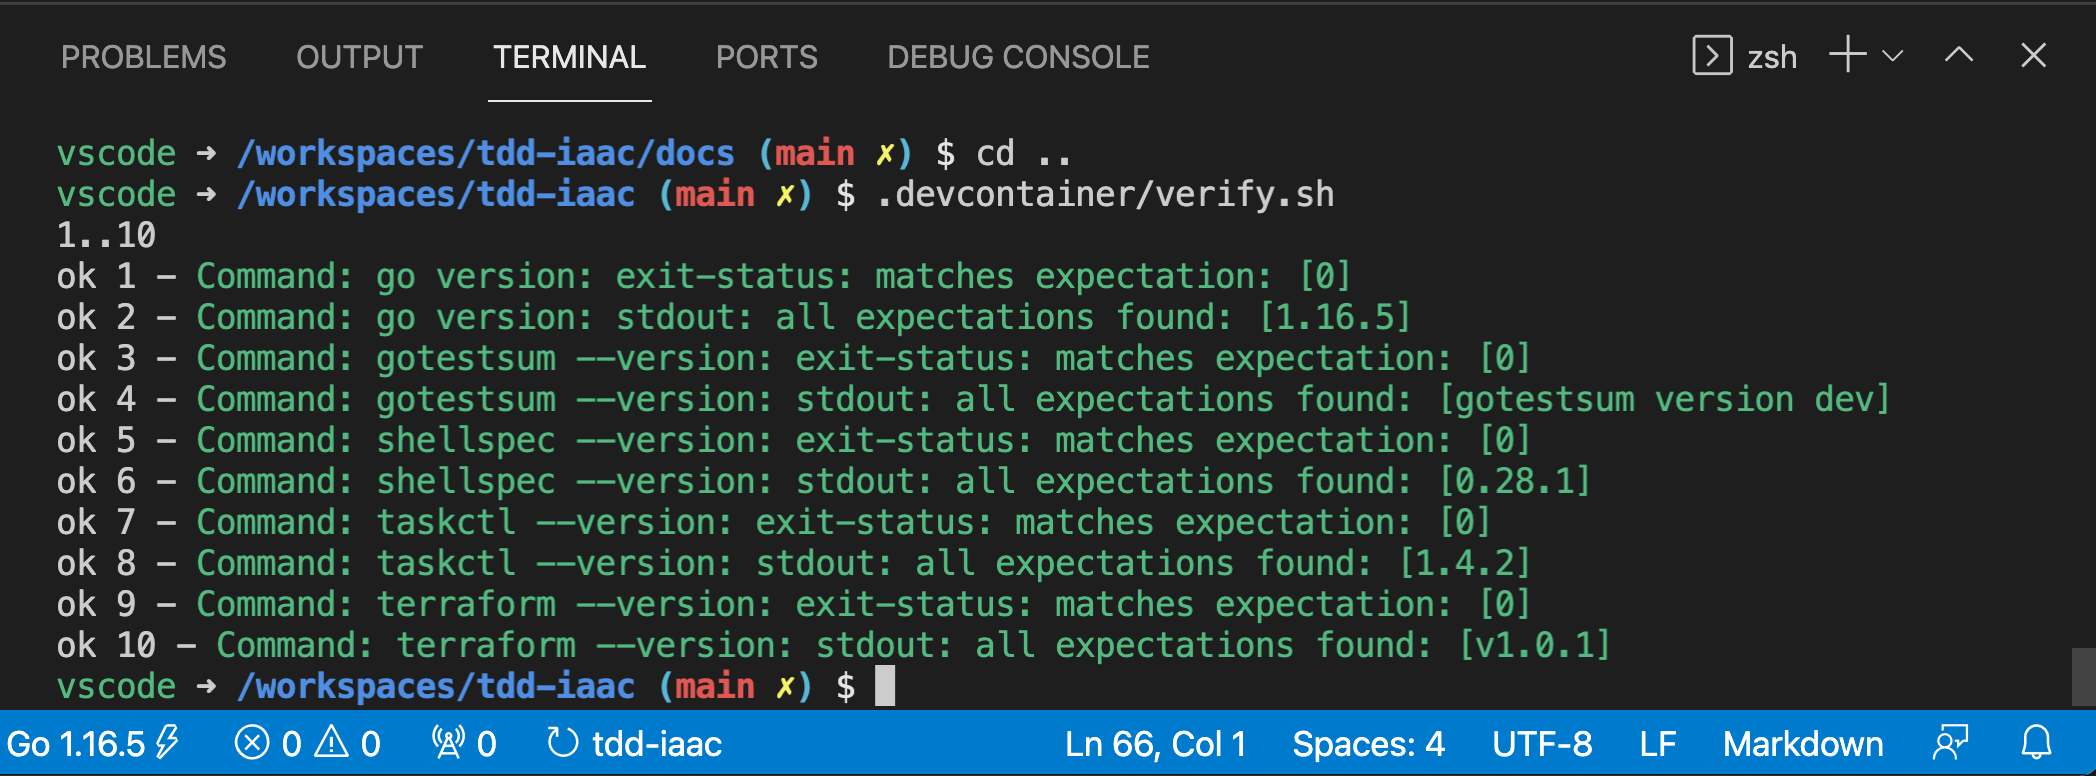 PROBLEMS OUTPUT TERMINAL PORTS DEBUG CONSOLE zsh
vscode ➜ /workspaces/tdd-iaac/docs (main ✗) $ cd ..
vscode ➜ /workspaces/tdd-iaac (main ✗) $ .devcontainer/verify.sh
1..10
ok 1 - Command: go version: exit-status: matches expectation: [0]
ok 2 - Command: go version: stdout: all expectations found: [1.16.5]
ok 3 - Command: gotestsum --version: exit-status: matches expectation: [0]
ok 4 - Command: gotestsum --version: stdout: all expectations found: [gotestsum version dev]
ok 5 - Command: shellspec --version: exit-status: matches expectation: [0]
ok 6 - Command: shellspec --version: stdout: all expectations found: [0.28.1]
ok 7 - Command: taskctl --version: exit-status: matches expectation: [0]
ok 8 - Command: taskctl --version: stdout: all expectations found: [1.4.2]
ok 9 - Command: terraform --version: exit-status: matches expectation: [0]
ok 10 - Command: terraform --version: stdout: all expectations found: [v1.0.1]
vscode ➜ /workspaces/tdd-iaac (main ✗) $
Go 1.16.5 0 0 0 tdd-iaac Ln 66, Col 1 Spaces: 4 UTF-8 LF Markdown